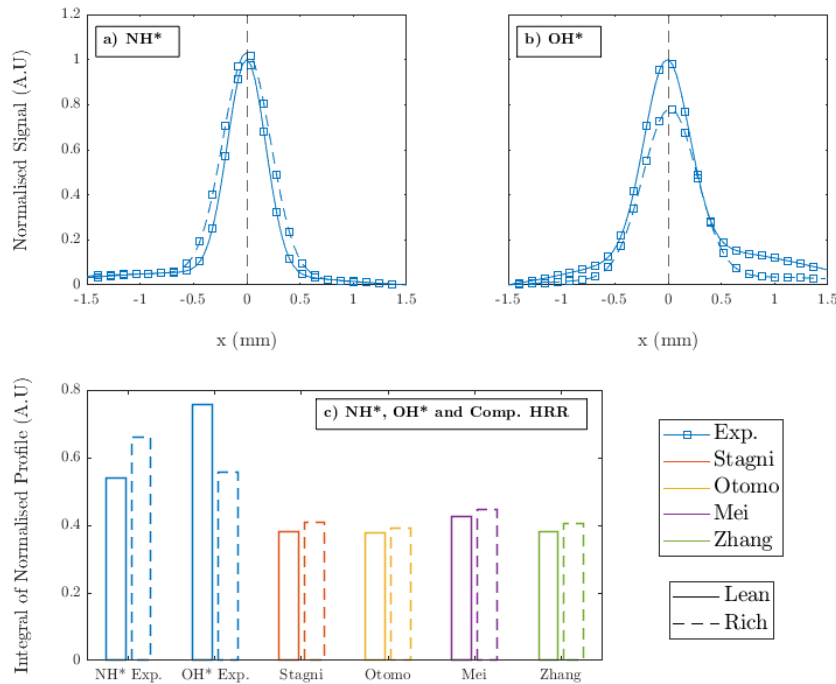 1.2
1
0.8
0.6
0.4
0.2
0
Normalised Signal (A.U)
a) NH*
-1.5 -1 -0.5 0 0.5 1 1.5
x (mm)
b) OH*
-1.5 -1 -0.5 0 0.5 1 1.5
x (mm)
0.8
0.6
0.4
0.2
0
Integral of Normalised Profile (A.U)
c) NH*, OH* and Comp. HRR
NH* Exp. OH* Exp. Stagni Otomo Mei Zhang
Exp.
Stagni
Otomo
Mei
Zhang
Lean
Rich